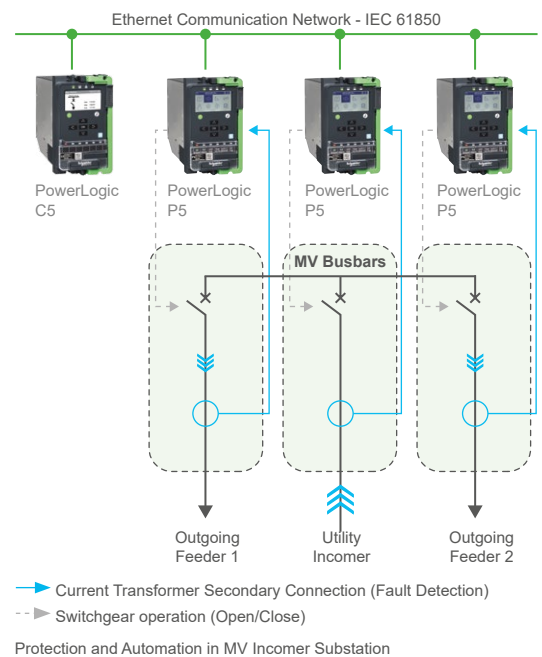 Ethernet Communication Network - IEC 61850
PowerLogic
C5
PowerLogic
P5
PowerLogic
P5
PowerLogic
P5
MV Busbars
Outgoing
Feeder 1
Utility
Incomer
Outgoing
Feeder 2
Current Transformer Secondary Connection (Fault Detection)
Switchgear operation (Open/Close)
Protection and Automation in MV Incomer Substation